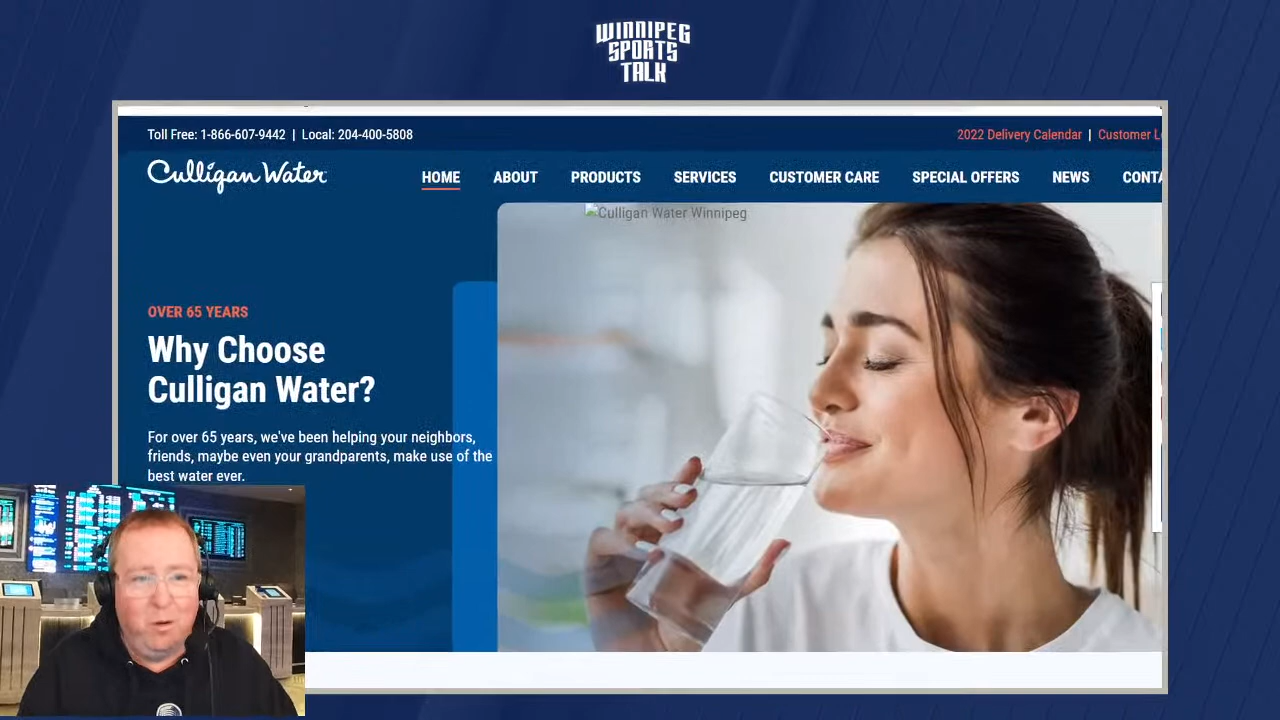 WINNIPEG
SPORTS
TALK
Toll Free: 1-866-607-9442 | Local: 204-400-5808
2022 Delivery Calendar | Customer Lo
Culligan Water
HOME ABOUT PRODUCTS SERVICES CUSTOMER CARE SPECIAL OFFERS NEWS CONTA
Culligan Water Winnipeg
OVER 65 YEARS
Why Choose
Culligan Water?
For over 65 years, we've been helping your neighbors,
friends, maybe even your grandparents, make use of the
best water ever.